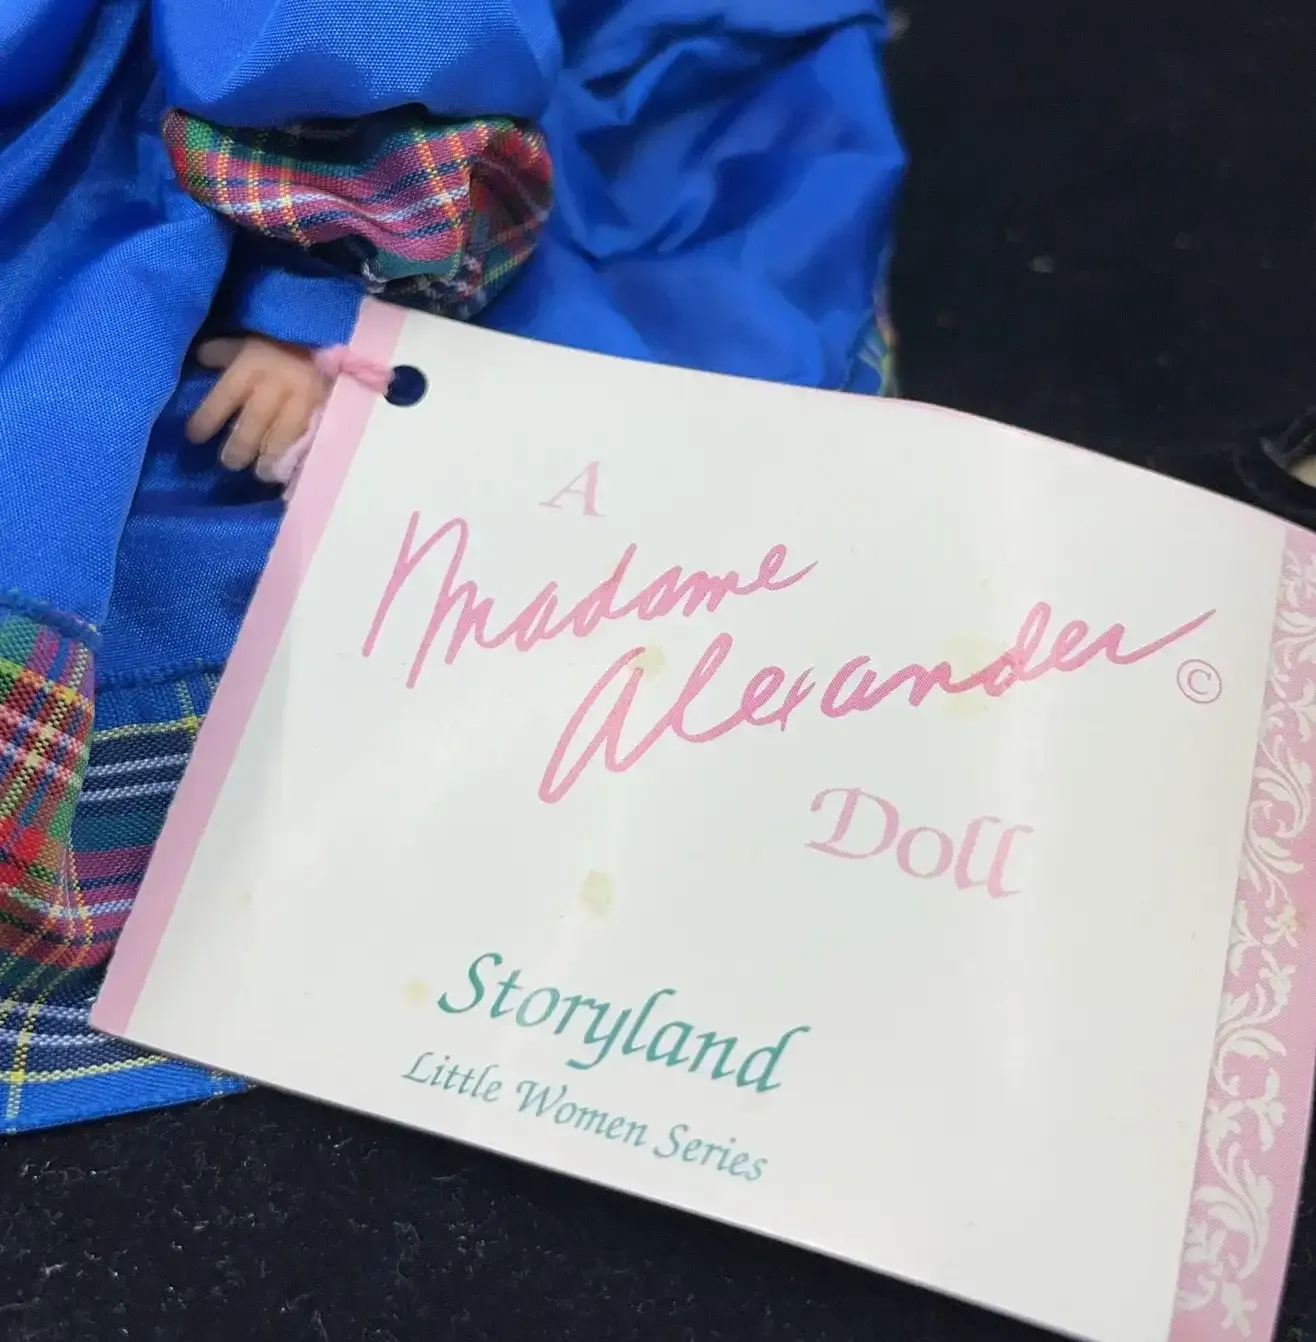 A
Madame
Alexander ©
Doll
Storyland
Little Women Series